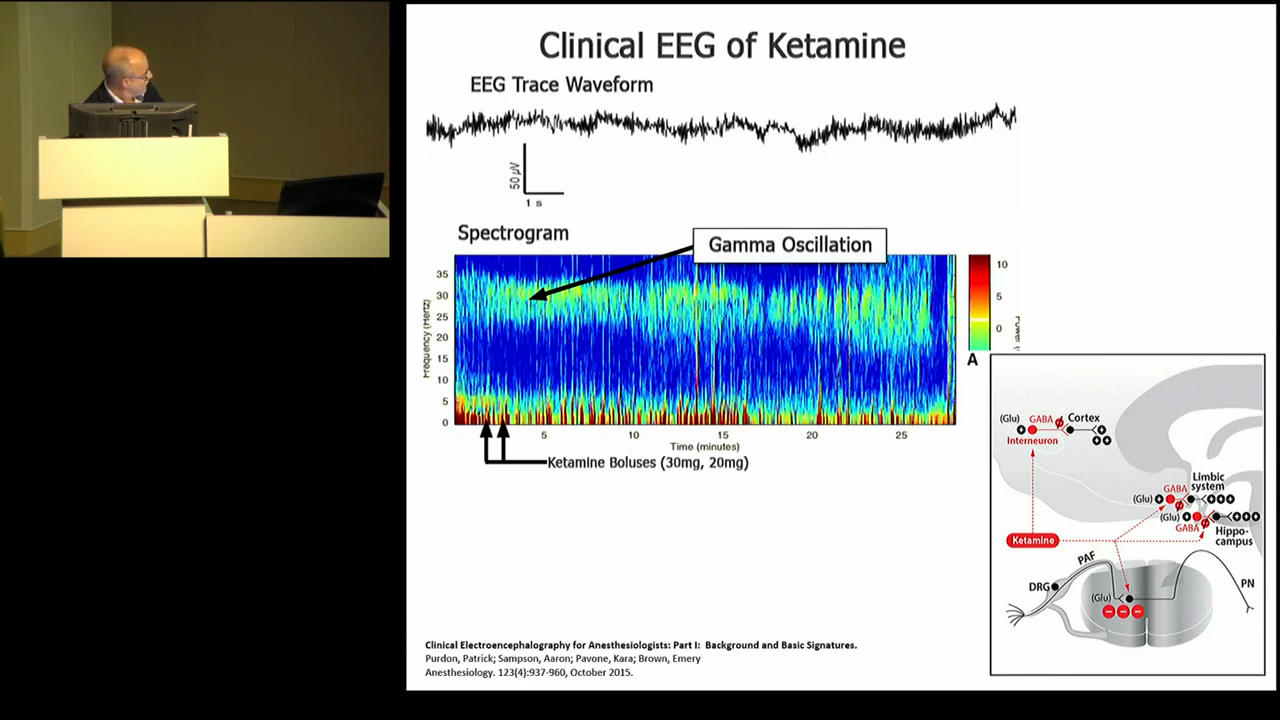 Clinical EEG of Ketamine
EEG Trace Waveform
50 µV
1 s
Spectrogram
Gamma Oscillation
Frequency (Hertz)
35
30
25
20
15
10
5
0
5
10
15
20
25
Time (minutes)
10
5
0
Ketamine Boluses (30mg, 20mg)
A
(Glu)
GABA
Cortex
Interneuron
Limbic
system
GABA
(Glu)
(Glu)
GABA
Hippo-
campus
Ketamine
PAF
DRG
(Glu)
PN
Clinical Electroencephalography for Anesthesiologists: Part I: Background and Basic Signatures.
Purdon, Patrick; Sampson, Aaron; Pavone, Kara; Brown, Emery
Anesthesiology. 123(4):937-960, October 2015.